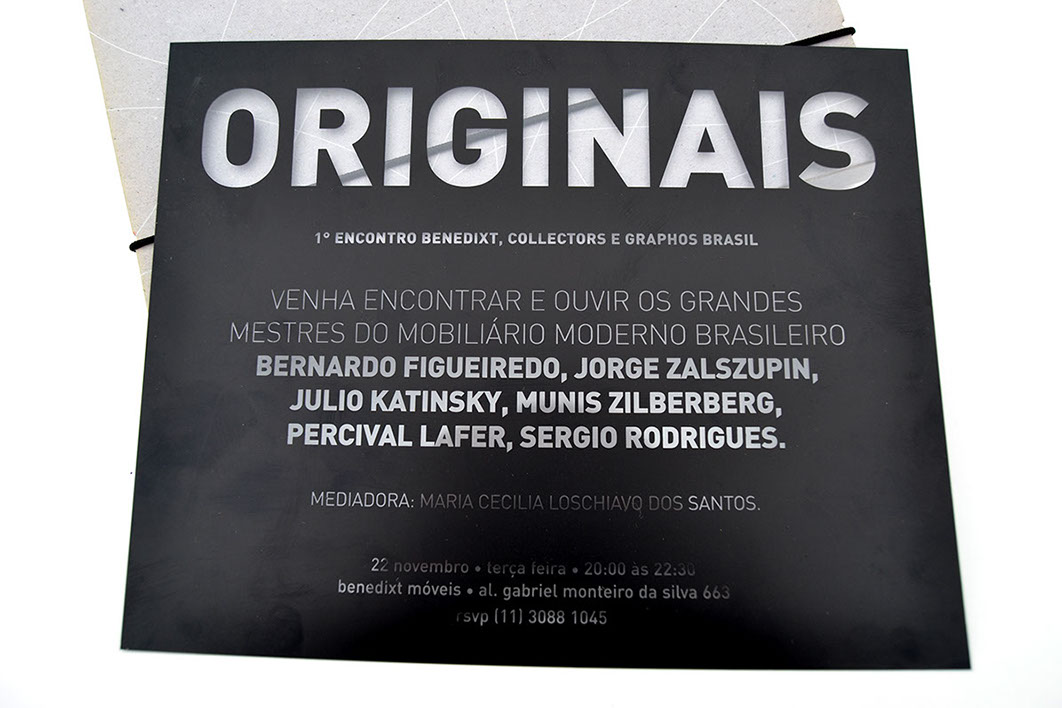 ORIGINAIS
1º ENCONTRO BENEDIXT, COLLECTORS E GRAPHOS BRASIL
VENHA ENCONTRAR E OUVIR OS GRANDES
MESTRES DO MOBILIÁRIO MODERNO BRASILEIRO
BERNARDO FIGUEIREDO, JORGE ZALSZUPIN,
JULIO KATINSKY, MUNIS ZILBERBERG,
PERCIVAL LAFER, SERGIO RODRIGUES.
MEDIADORA: MARIA CECILIA LOSCHIAVO DOS SANTOS.
22 novembro • terça feira • 20:00 às 22:30
benedixt móveis • al. gabriel monteiro da silva 663
rsvp (11) 3088 1045